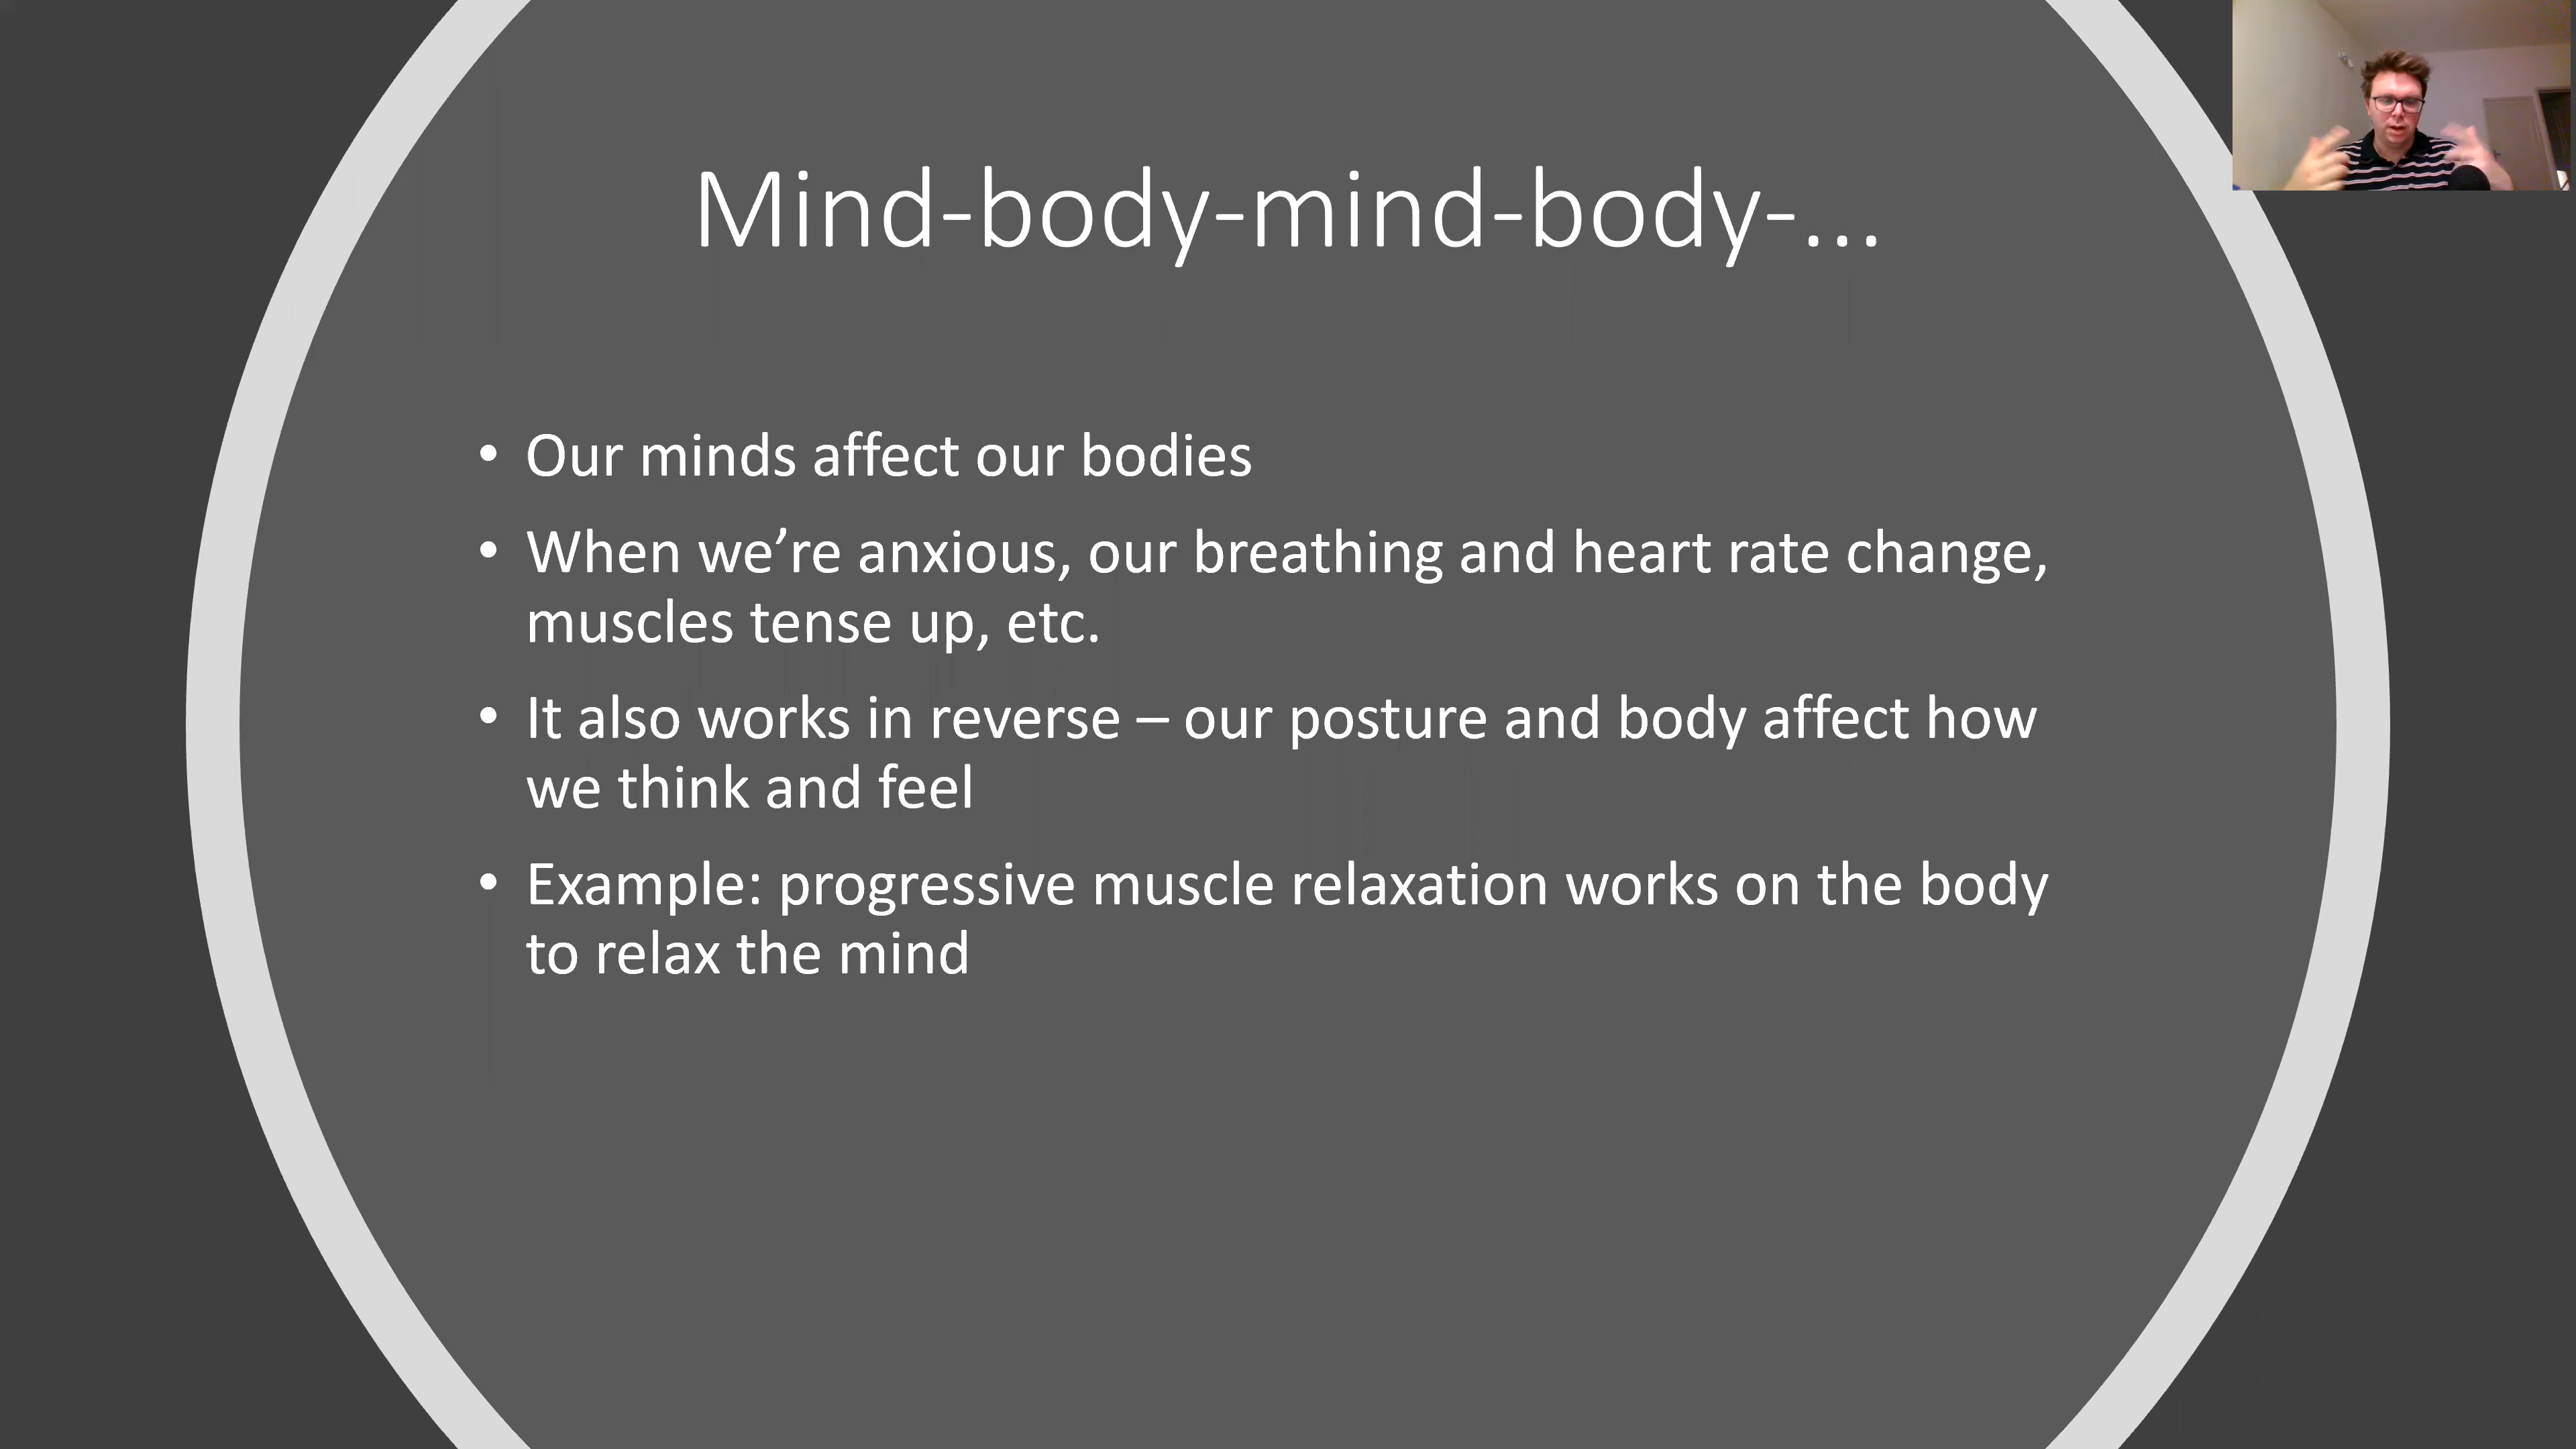 Mind-body-mind-body-...
• Our minds affect our bodies
• When we’re anxious, our breathing and heart rate change,
muscles tense up, etc.
• It also works in reverse – our posture and body affect how
we think and feel
• Example: progressive muscle relaxation works on the body
to relax the mind